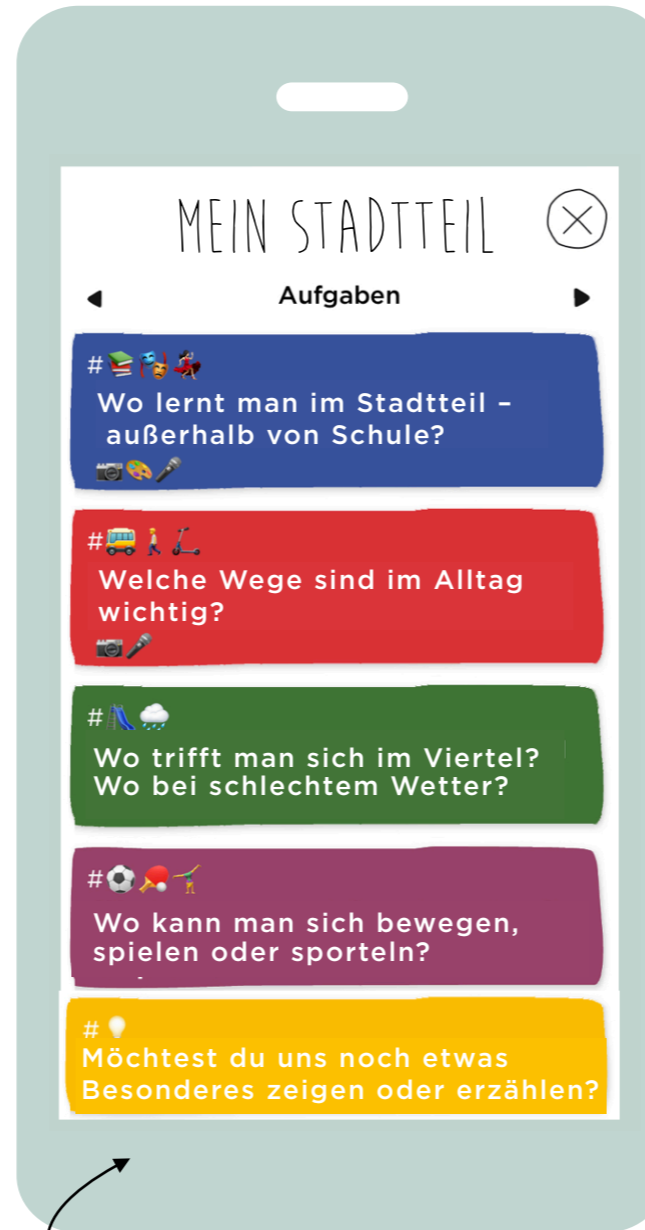 MEIN STADTTEIL
Aufgaben
#📚🎭💃
Wo lernt man im Stadtteil –
außerhalb von Schule?
📷🎨🎤
#🚌🚶🛴
Welche Wege sind im Alltag
wichtig?
📷🎤
#🛝🌧️
Wo trifft man sich im Viertel?
Wo bei schlechtem Wetter?
#⚽🏓🤸
Wo kann man sich bewegen,
spielen oder sporteln?
#💡
Möchtest du uns noch etwas
Besonderes zeigen oder erzählen?